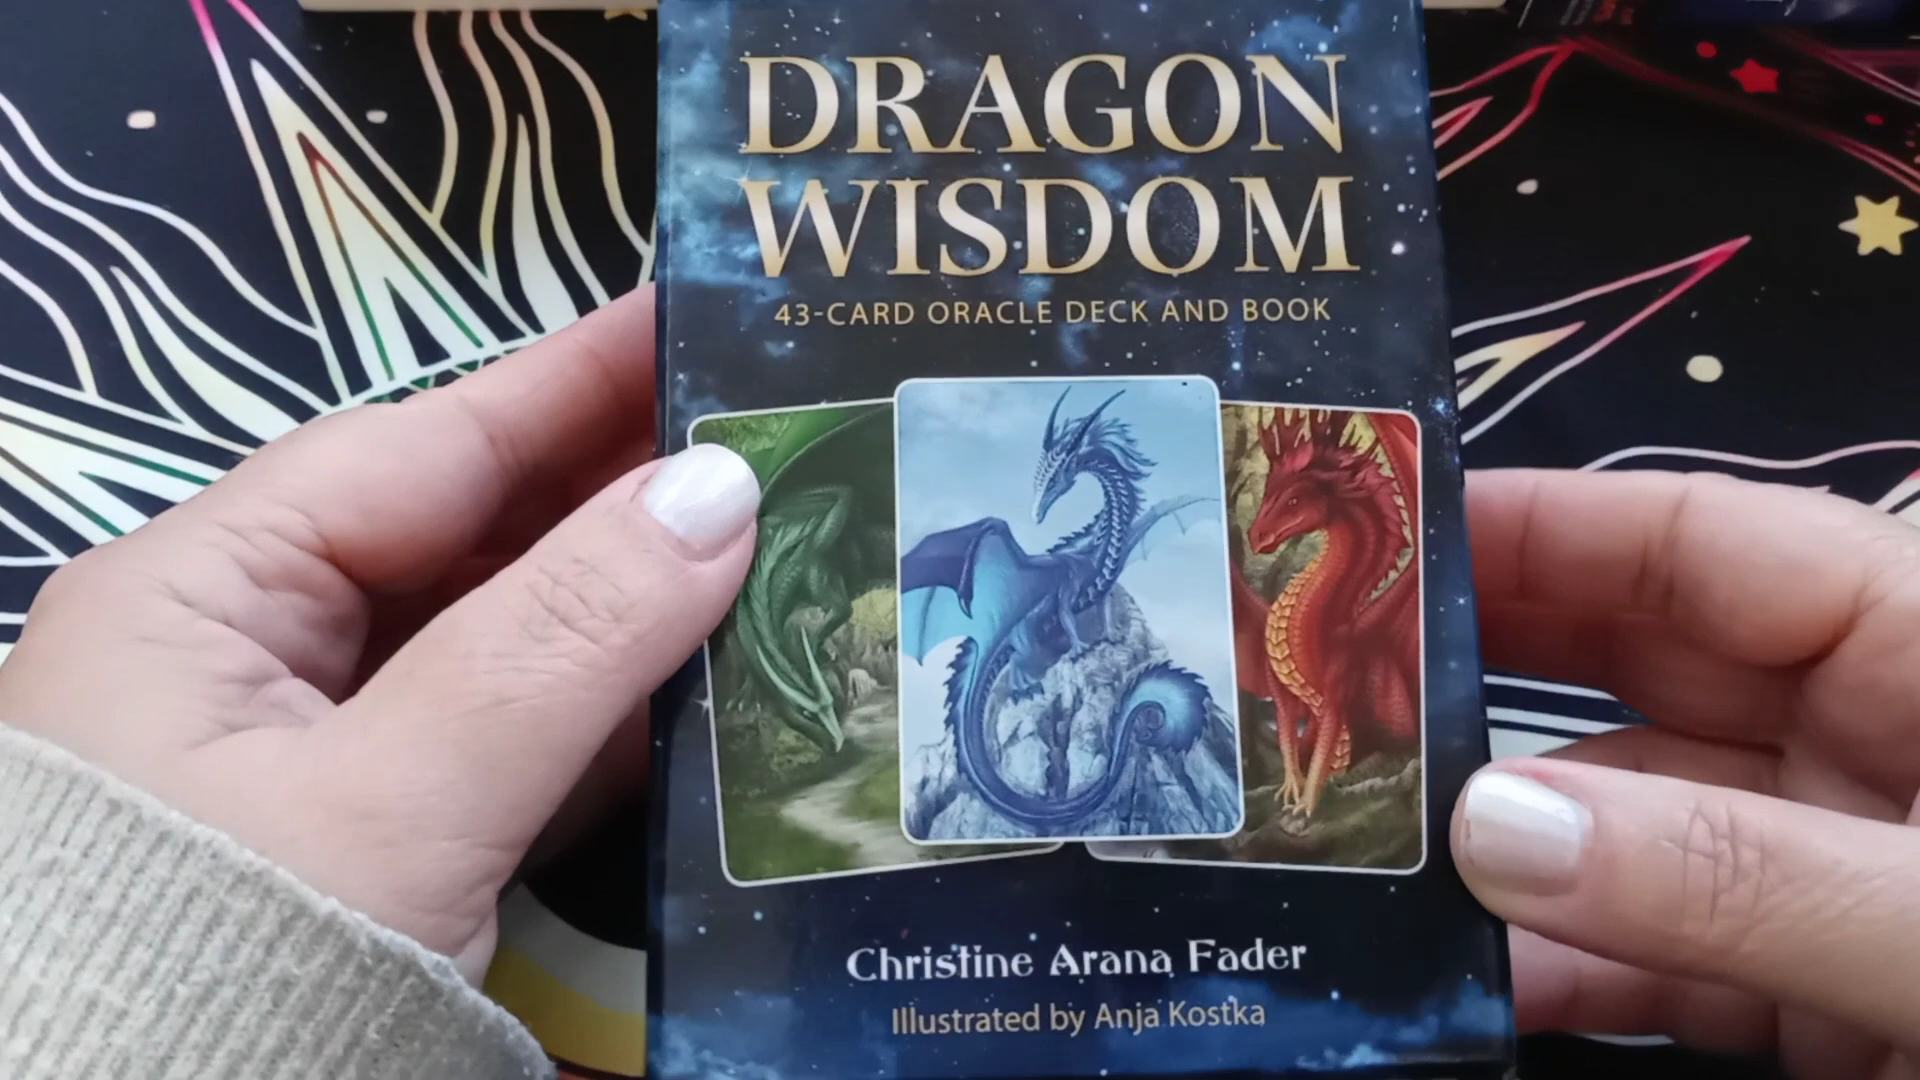 DRAGON
WISDOM
43-CARD ORACLE DECK AND BOOK
Christine Arana Fader
Illustrated by Anja Kostka